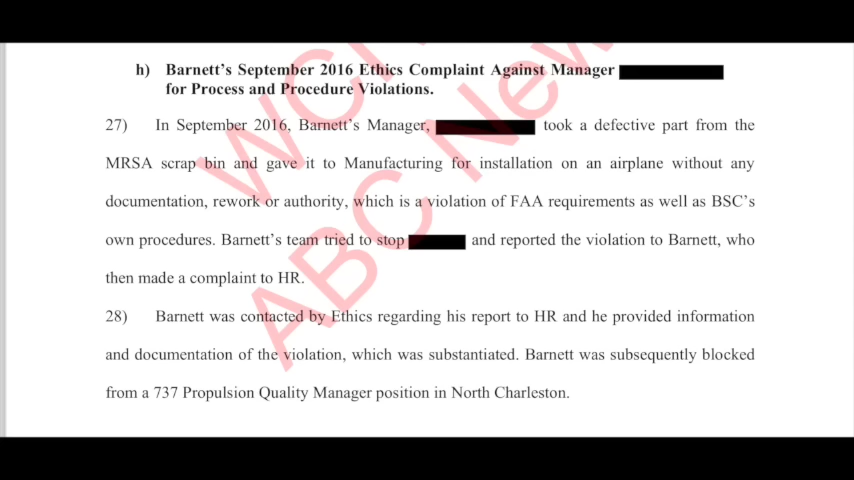 h) Barnett's September 2016 Ethics Complaint Against Manager
for Process and Procedure Violations.
27) In September 2016, Barnett's Manager, took a defective part from the
MRSA scrap bin and gave it to Manufacturing for installation on an airplane without any
documentation, rework or authority, which is a violation of FAA requirements as well as BSC's
own procedures. Barnett's team tried to stop and reported the violation to Barnett, who
then made a complaint to HR.
28) Barnett was contacted by Ethics regarding his report to HR and he provided information
and documentation of the violation, which was substantiated. Barnett was subsequently blocked
from a 737 Propulsion Quality Manager position in North Charleston.
ABC New